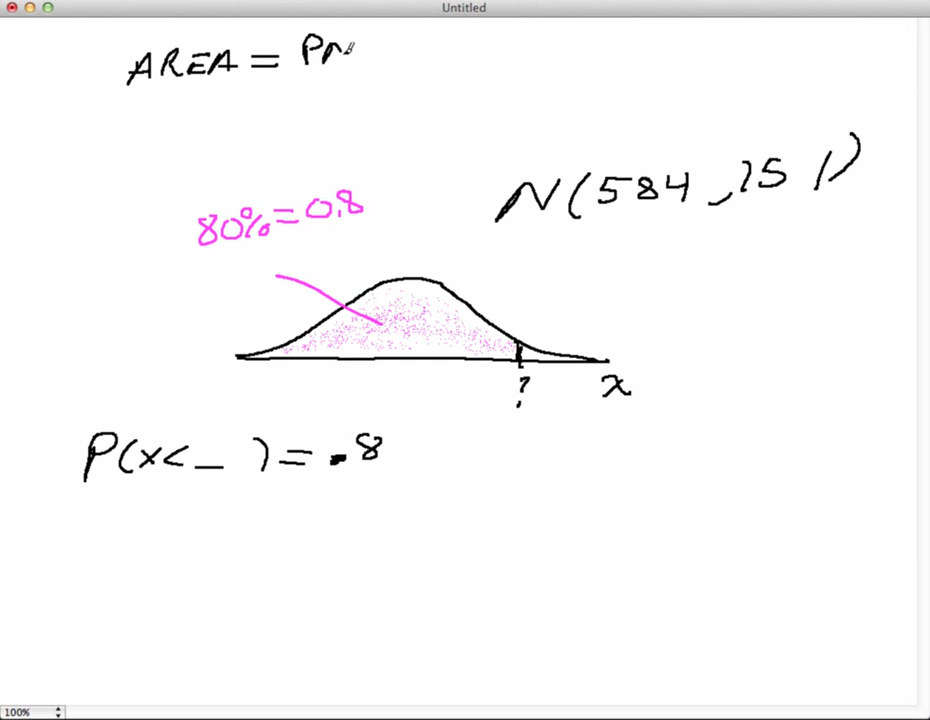 Untitled
AREA = PR
N(584, 151)
80% = 0.8
?
x
P(x< _ ) = .8
100%